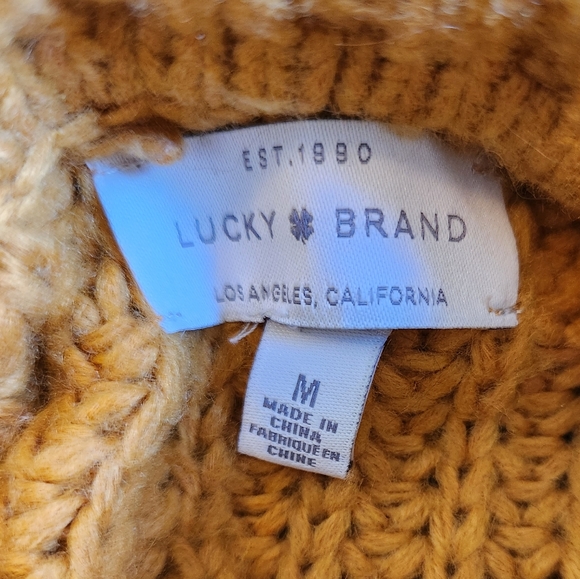 EST.1990
LUCKY BRAND
LOS ANGELES, CALIFORNIA
M
MADE IN
CHINA
FABRIQUE EN
CHINE